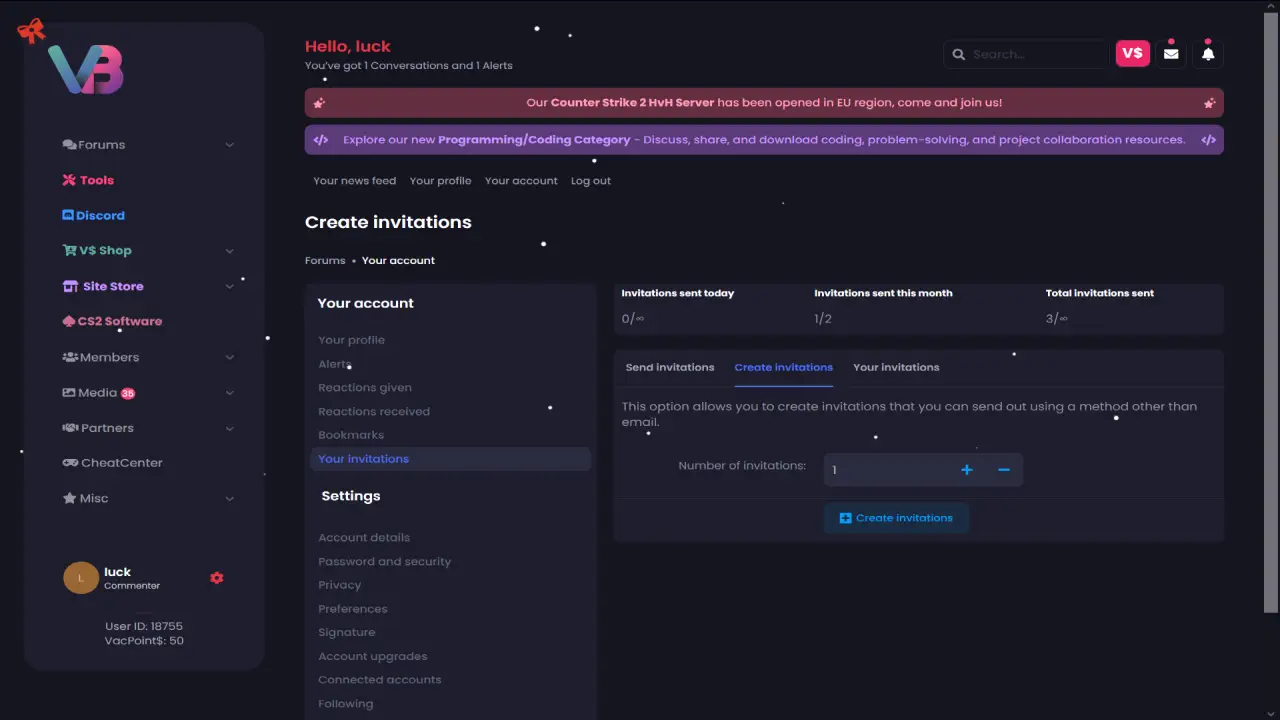 VB
Forums
Tools
Discord
V$ Shop
Site Store
CS2 Software
Members
Media 35
Partners
CheatCenter
Misc
L
luck
Commenter
User ID: 18755
VacPoint$: 50
Hello, luck
You've got 1 Conversations and 1 Alerts
Search...
V$
Our Counter Strike 2 HvH Server has been opened in EU region, come and join us!
Explore our new Programming/Coding Category - Discuss, share, and download coding, problem-solving, and project collaboration resources.
Your news feed Your profile Your account Log out
Create invitations
Forums • Your account
Your account
Your profile
Alerts
Reactions given
Reactions received
Bookmarks
Your invitations
Settings
Account details
Password and security
Privacy
Preferences
Signature
Account upgrades
Connected accounts
Following
Invitations sent today Invitations sent this month Total invitations sent
0/∞ 1/2 3/∞
Send invitations Create invitations Your invitations
This option allows you to create invitations that you can send out using a method other than
email.
Number of invitations: 1
Create invitations